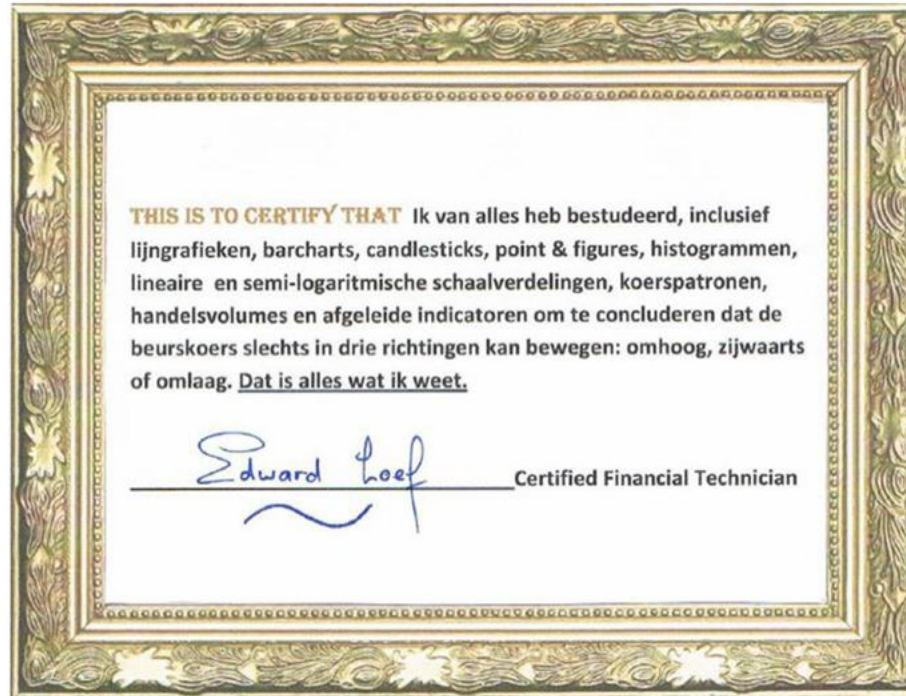 THIS IS TO CERTIFY THAT Ik van alles heb bestudeerd, inclusief
lijngrafieken, barcharts, candlesticks, point & figures, histogrammen,
lineaire en semi-logaritmische schaalverdelingen, koerspatronen,
handelsvolumes en afgeleide indicatoren om te concluderen dat de
beurskoers slechts in drie richtingen kan bewegen: omhoog, zijwaarts
of omlaag. Dat is alles wat ik weet.
Edward Loef Certified Financial Technician